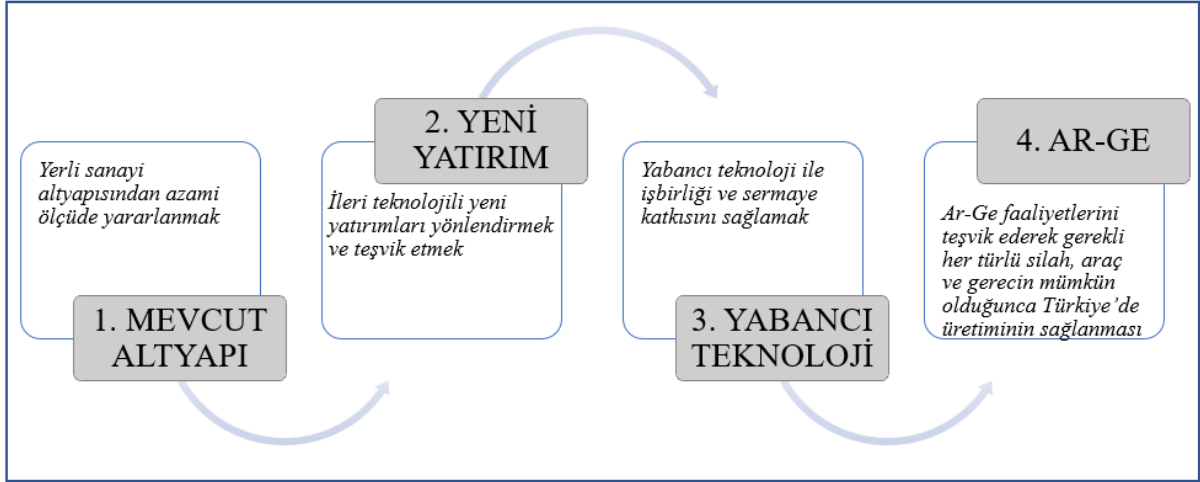 Yerli sanayi
altyapısından azami
ölçüde yararlanmak
1. MEVCUT
ALTYAPI
2. YENİ
YATIRIM
İleri teknolojili yeni
yatırımları yönlendirmek
ve teşvik etmek
Yabancı teknoloji ile
işbirliği ve sermaye
katkısını sağlamak
3. YABANCI
TEKNOLOJİ
4. AR-GE
Ar-Ge faaliyetlerini
teşvik ederek gerekli
her türlü silah, araç
ve gerecin mümkün
olduğunca Türkiye’de
üretiminin sağlanması